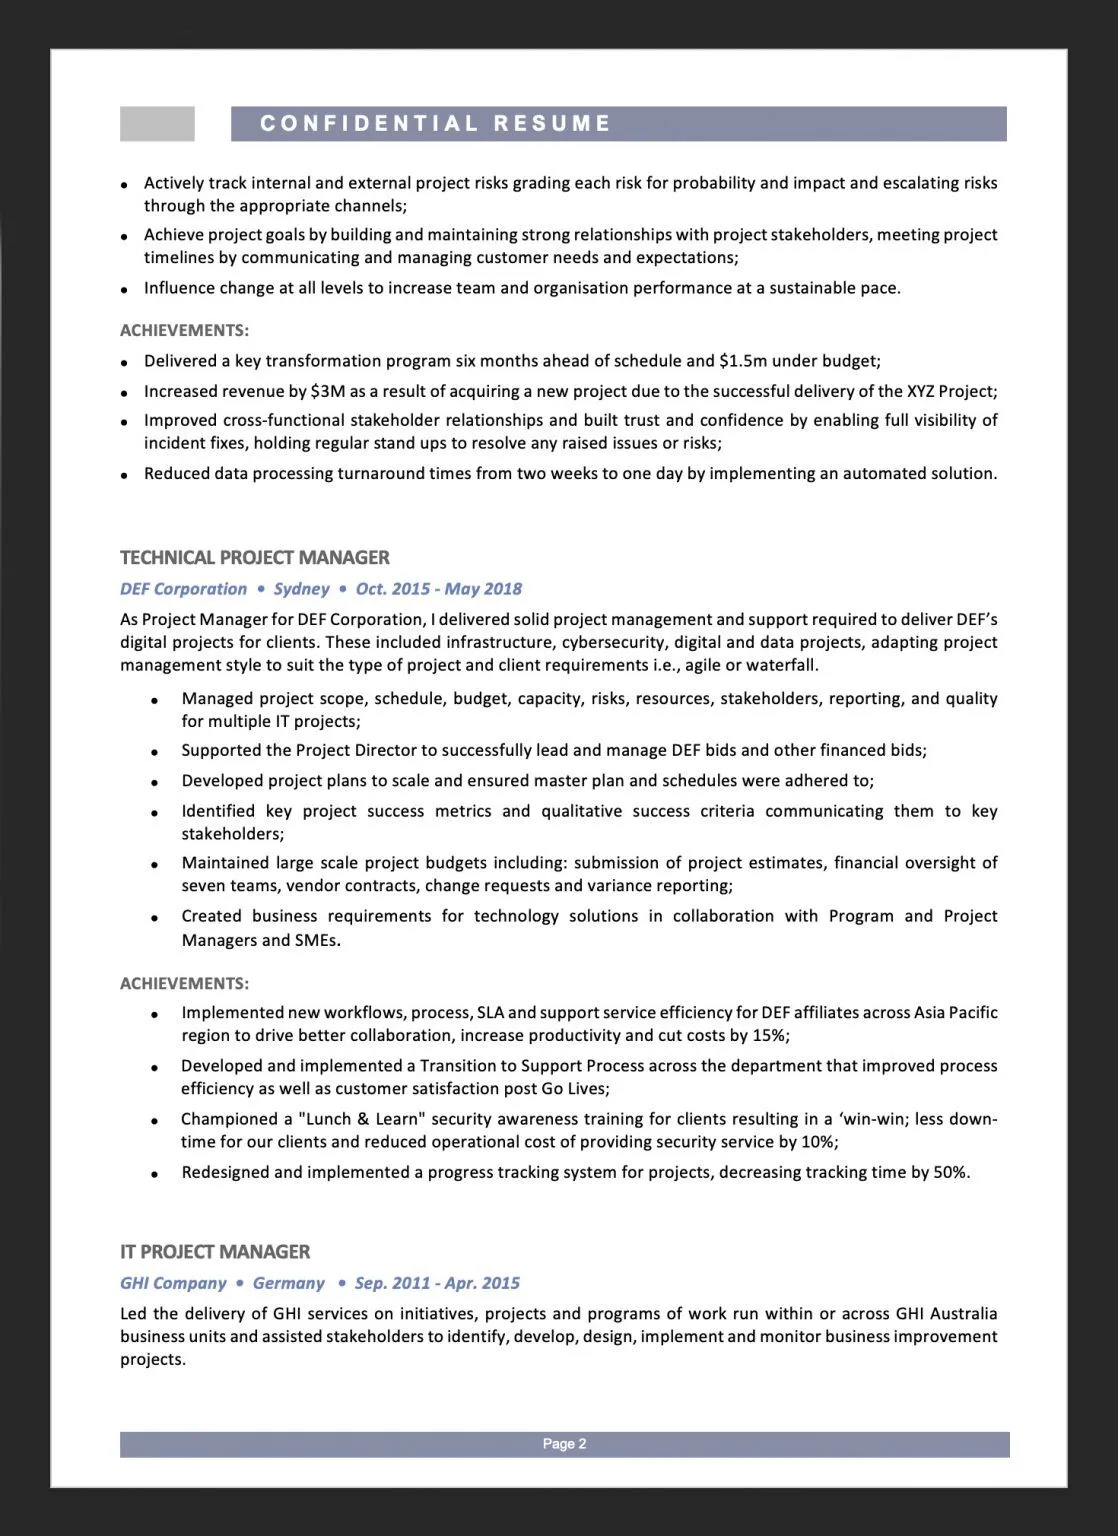 CONFIDENTIAL RESUME
• Actively track internal and external project risks grading each risk for probability and impact and escalating risks
through the appropriate channels;
• Achieve project goals by building and maintaining strong relationships with project stakeholders, meeting project
timelines by communicating and managing customer needs and expectations;
• Influence change at all levels to increase team and organisation performance at a sustainable pace.
ACHIEVEMENTS:
• Delivered a key transformation program six months ahead of schedule and $1.5m under budget;
• Increased revenue by $3M as a result of acquiring a new project due to the successful delivery of the XYZ Project;
• Improved cross-functional stakeholder relationships and built trust and confidence by enabling full visibility of
incident fixes, holding regular stand ups to resolve any raised issues or risks;
• Reduced data processing turnaround times from two weeks to one day by implementing an automated solution.
TECHNICAL PROJECT MANAGER
DEF Corporation • Sydney • Oct. 2015 - May 2018
As Project Manager for DEF Corporation, I delivered solid project management and support required to deliver DEF’s
digital projects for clients. These included infrastructure, cybersecurity, digital and data projects, adapting project
management style to suit the type of project and client requirements i.e., agile or waterfall.
• Managed project scope, schedule, budget, capacity, risks, resources, stakeholders, reporting, and quality
for multiple IT projects;
• Supported the Project Director to successfully lead and manage DEF bids and other financed bids;
• Developed project plans to scale and ensured master plan and schedules were adhered to;
• Identified key project success metrics and qualitative success criteria communicating them to key
stakeholders;
• Maintained large scale project budgets including: submission of project estimates, financial oversight of
seven teams, vendor contracts, change requests and variance reporting;
• Created business requirements for technology solutions in collaboration with Program and Project
Managers and SMEs.
ACHIEVEMENTS:
• Implemented new workflows, process, SLA and support service efficiency for DEF affiliates across Asia Pacific
region to drive better collaboration, increase productivity and cut costs by 15%;
• Developed and implemented a Transition to Support Process across the department that improved process
efficiency as well as customer satisfaction post Go Lives;
• Championed a "Lunch & Learn" security awareness training for clients resulting in a ‘win-win; less down-
time for our clients and reduced operational cost of providing security service by 10%;
• Redesigned and implemented a progress tracking system for projects, decreasing tracking time by 50%.
IT PROJECT MANAGER
GHI Company • Germany • Sep. 2011 - Apr. 2015
Led the delivery of GHI services on initiatives, projects and programs of work run within or across GHI Australia
business units and assisted stakeholders to identify, develop, design, implement and monitor business improvement
projects.
Page 2